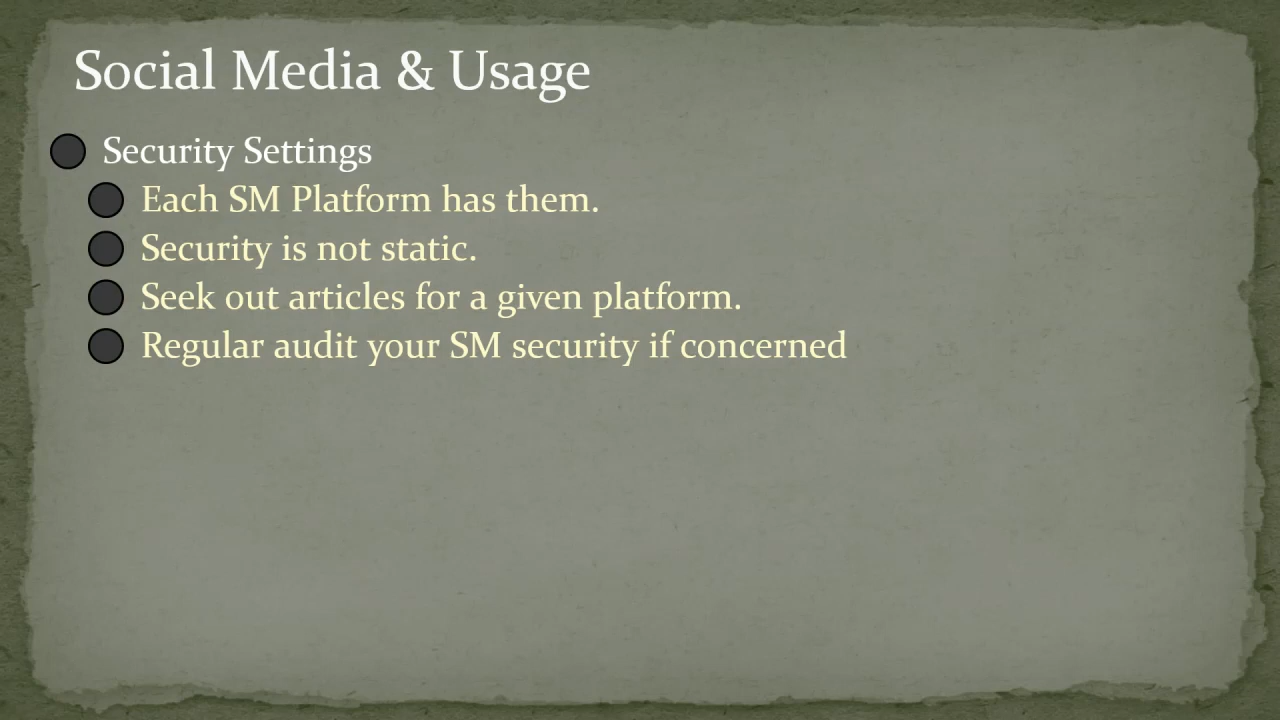 Social Media & Usage
Security Settings
Each SM Platform has them.
Security is not static.
Seek out articles for a given platform.
Regular audit your SM security if concerned